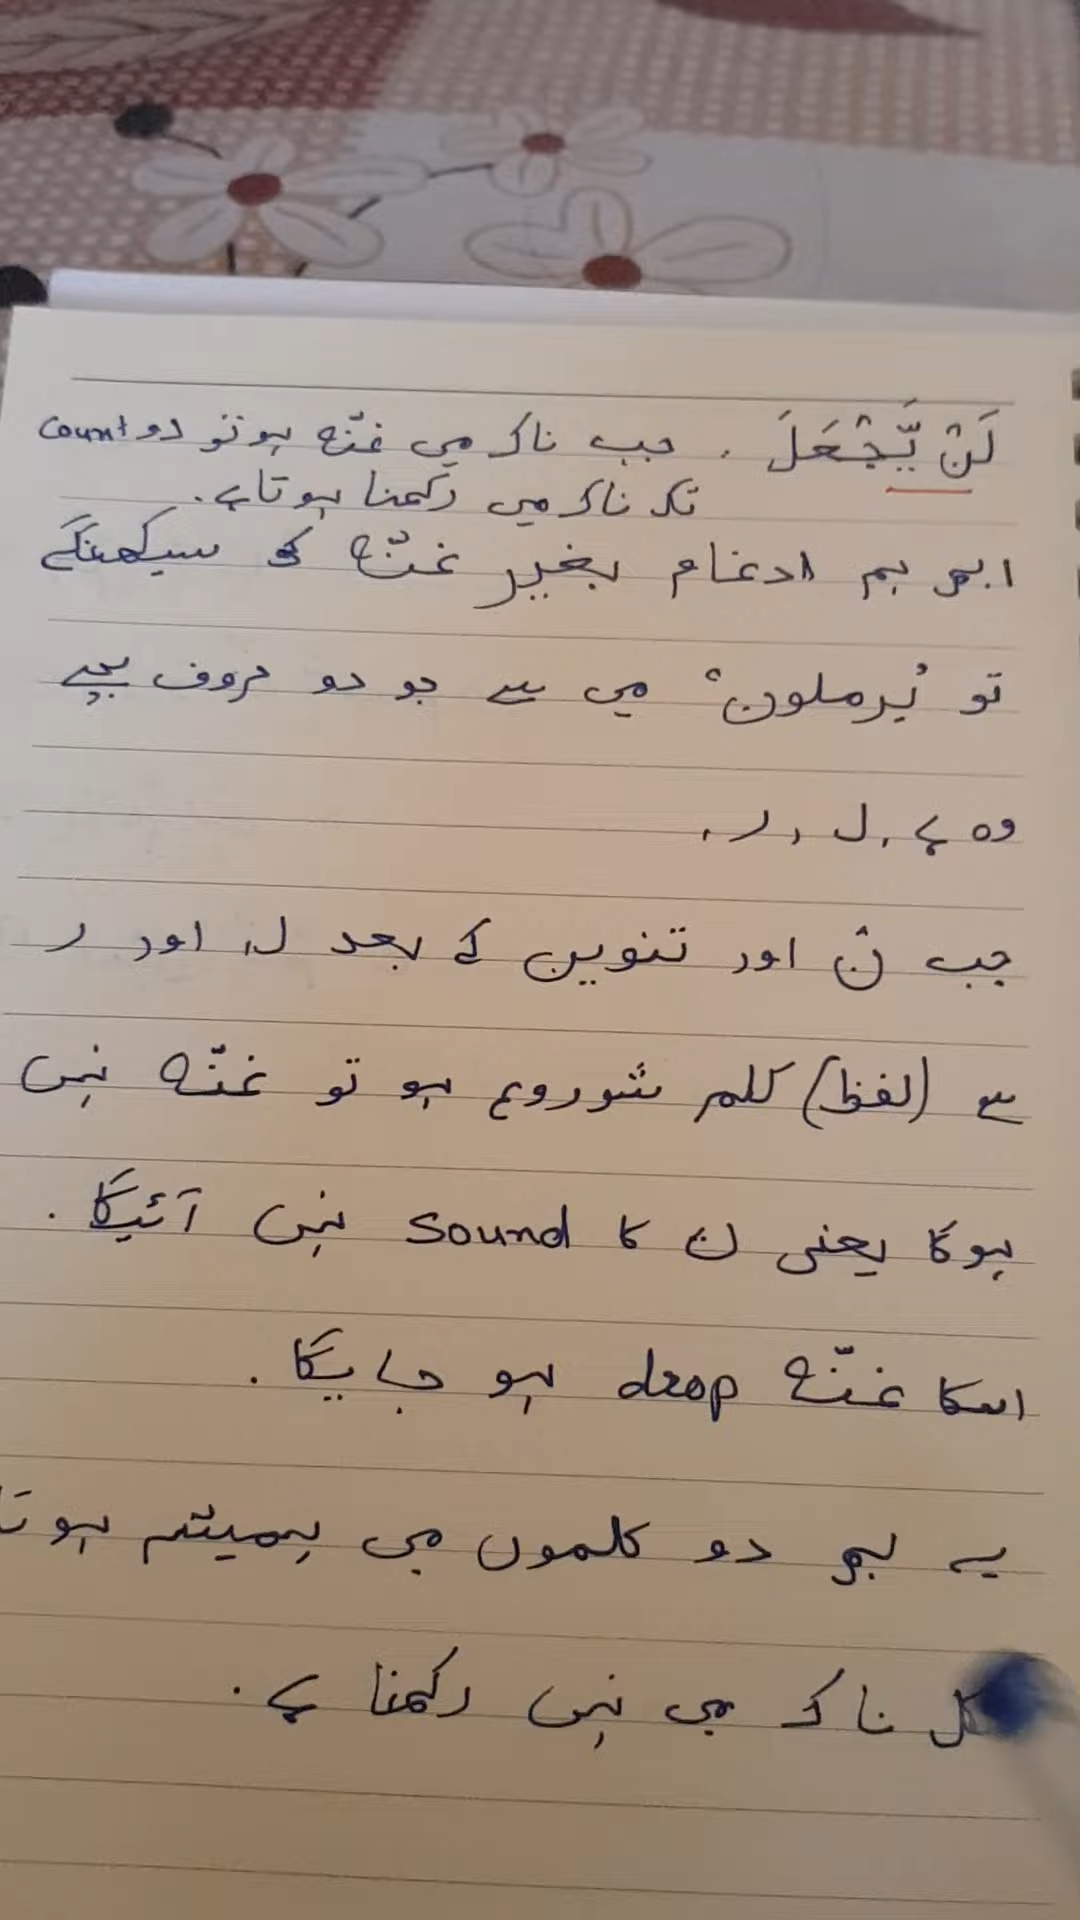 لَنْ يَّجْعَلَ . جب ناک میں غنّہ ہو تو دو count
تک ناک میں رکھنا ہوتا ہے.
ابھی ہم ادغام بغیر غنّہ کو سیکھینگے
تو یُرملون میں سے جو دو حروف بچے
وہ ہے ، ل ، ر ،
جب نْ اور تنوین کے بعد ل، اور ر
سے (لفظ) کلمہ شوروع ہو تو غنّہ نہیں
ہوگا یعنی ن کا sound نہیں آئیگا .
اسکا غنّہ drop ہو جایگا .
یہ بھی دو کلموں میں ہمیشہ ہوتا
ناک میں نہیں رکھنا ہے .